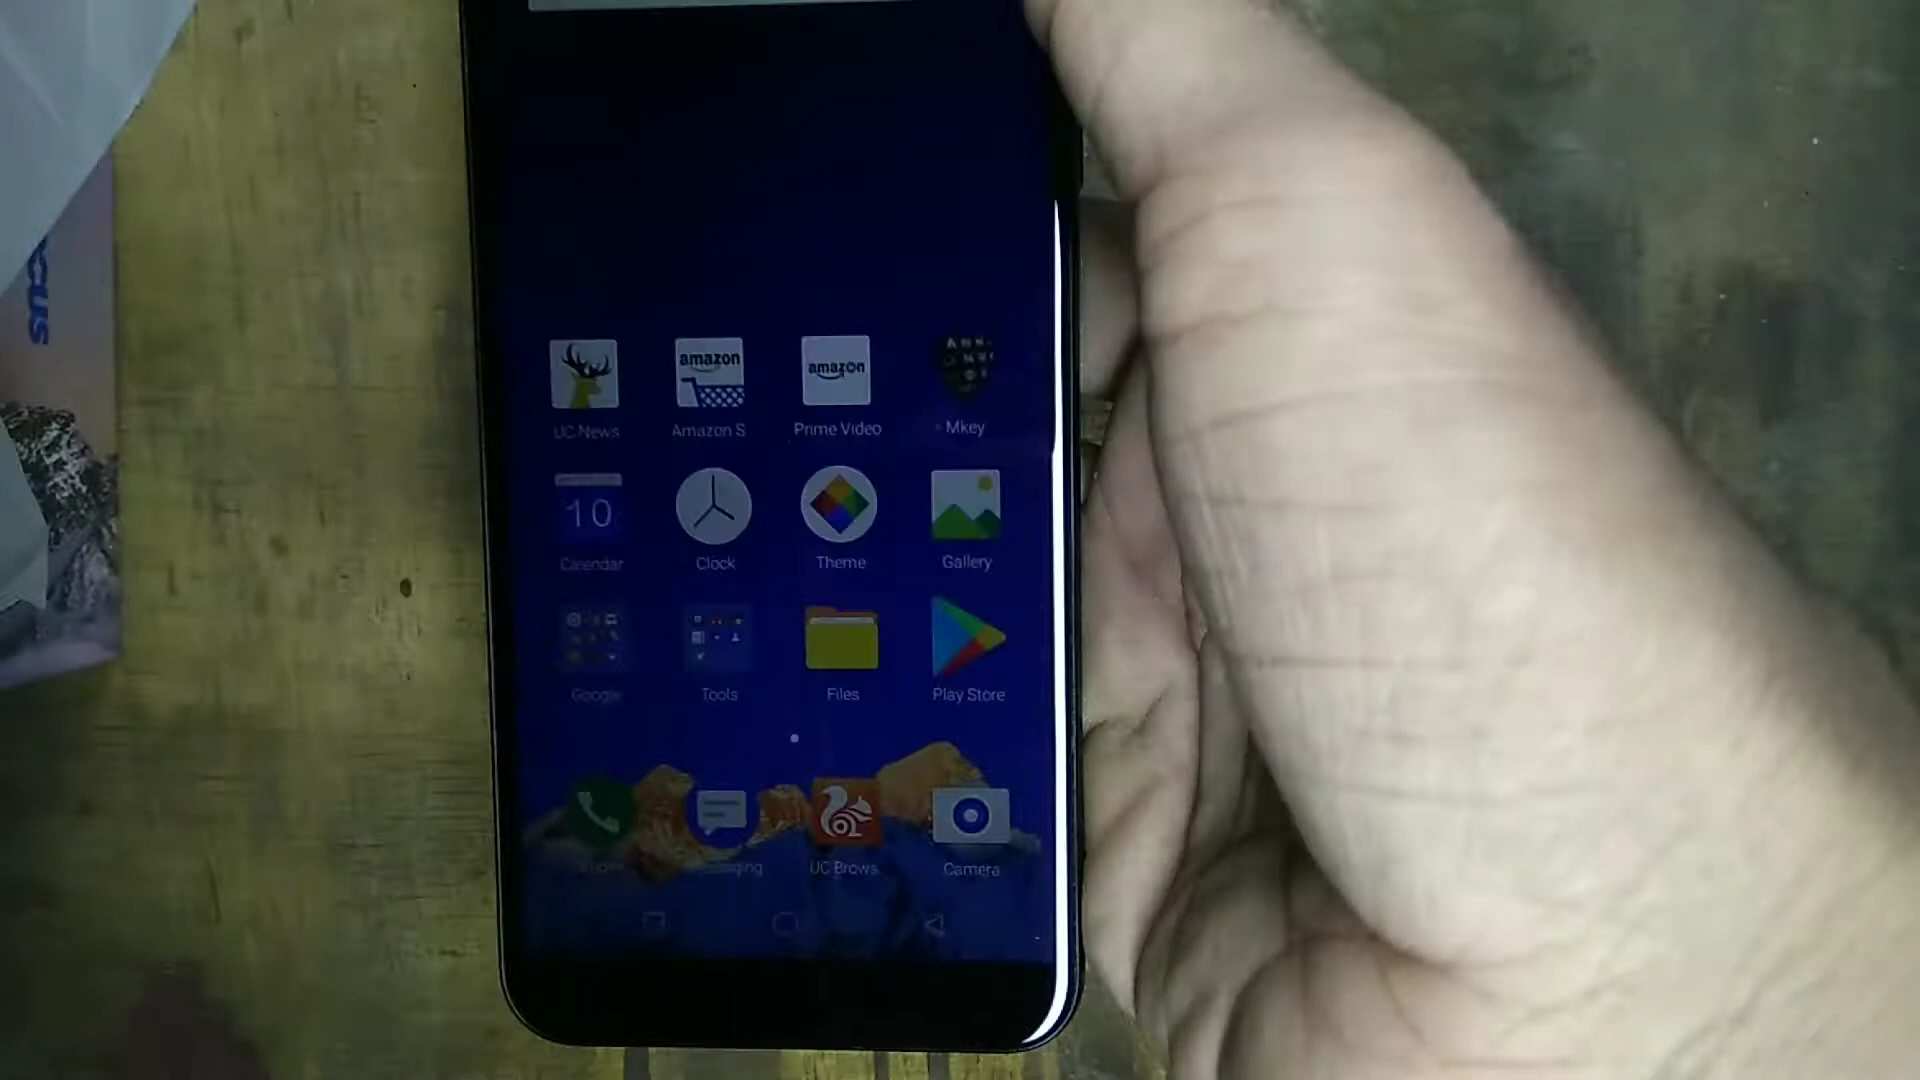 amazon
amazon
UC News
Amazon S
Prime Video
Mkey
10
Calendar
Clock
Theme
Gallery
Google
Tools
Files
Play Store
UC Brows
Camera